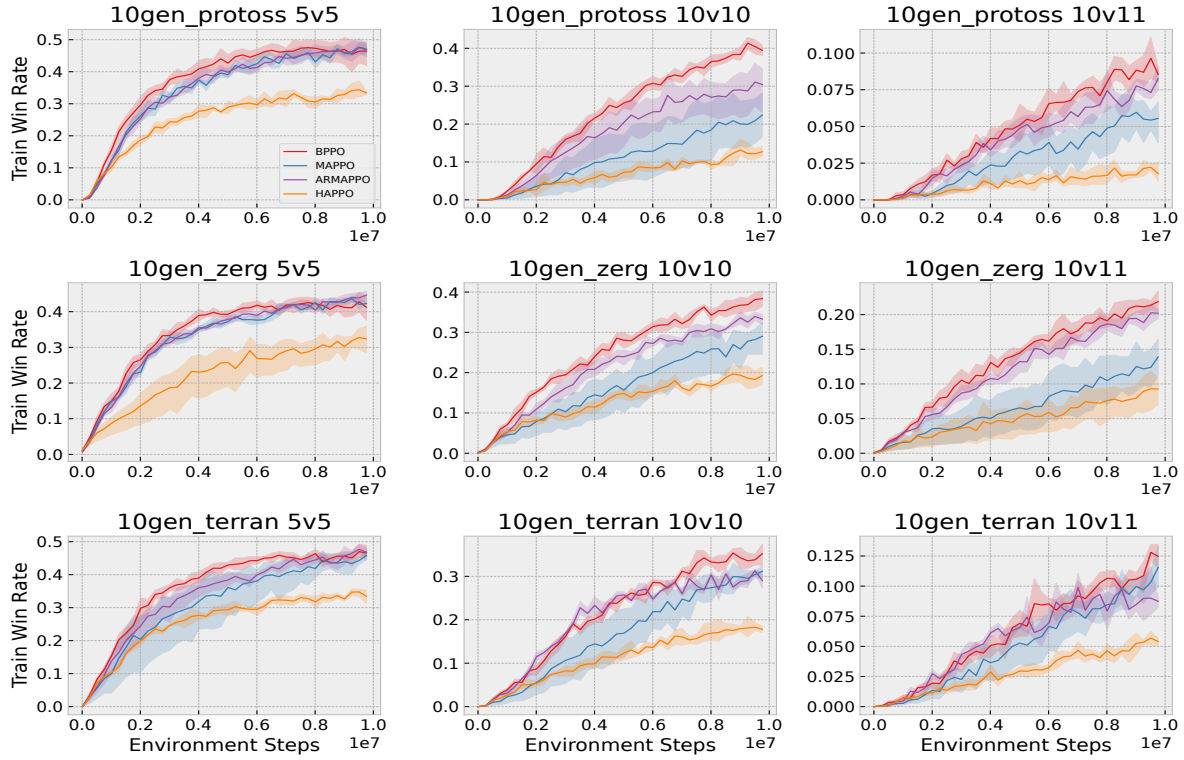 10gen_protoss 5v5
Train Win Rate
0.5
0.4
0.3
0.2
0.1
0.0
BPPO
MAPPO
ARMAPPO
HAPPO
0.0 0.2 0.4 0.6 0.8 1.0
1e7
10gen_protoss 10v10
0.4
0.3
0.2
0.1
0.0
0.0 0.2 0.4 0.6 0.8 1.0
1e7
10gen_protoss 10v11
0.100
0.075
0.050
0.025
0.000
0.0 0.2 0.4 0.6 0.8 1.0
1e7
10gen_zerg 5v5
Train Win Rate
0.4
0.3
0.2
0.1
0.0
0.0 0.2 0.4 0.6 0.8 1.0
1e7
10gen_zerg 10v10
0.4
0.3
0.2
0.1
0.0
0.0 0.2 0.4 0.6 0.8 1.0
1e7
10gen_zerg 10v11
0.20
0.15
0.10
0.05
0.00
0.0 0.2 0.4 0.6 0.8 1.0
1e7
10gen_terran 5v5
Train Win Rate
0.5
0.4
0.3
0.2
0.1
0.0
0.0 0.2 0.4 0.6 0.8 1.0
Environment Steps 1e7
10gen_terran 10v10
0.3
0.2
0.1
0.0
0.0 0.2 0.4 0.6 0.8 1.0
Environment Steps 1e7
10gen_terran 10v11
0.125
0.100
0.075
0.050
0.025
0.000
0.0 0.2 0.4 0.6 0.8 1.0
Environment Steps 1e7